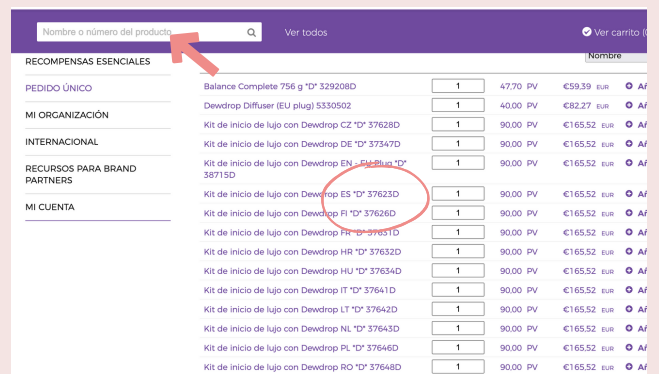 Nombre o número del producto
Ver todos
Ver carrito (
RECOMPENSAS ESENCIALES
PEDIDO ÚNICO
MI ORGANIZACIÓN
INTERNACIONAL
RECURSOS PARA BRAND
PARTNERS
MI CUENTA
Nombre
Balance Complete 756 g "D" 329208D 1 47,70 PV €59,39 EUR
Dewdrop Diffuser (EU plug) 5330502 1 40,00 PV €82,27 EUR
Kit de inicio de lujo con Dewdrop CZ "D" 37628D 1 90,00 PV €165,52 EUR
Kit de inicio de lujo con Dewdrop DE "D" 37347D 1 90,00 PV €165,52 EUR
Kit de inicio de lujo con Dewdrop EN - EU Plug "D" 1 90,00 PV €165,52 EUR
38715D
Kit de inicio de lujo con Dewdrop ES "D" 37623D 1 90,00 PV €165,52 EUR
Kit de inicio de lujo con Dewdrop FI "D" 37626D 1 90,00 PV €165,52 EUR
Kit de inicio de lujo con Dewdrop FR "D" 37631D 1 90,00 PV €165,52 EUR
Kit de inicio de lujo con Dewdrop HR "D" 37632D 1 90,00 PV €165,52 EUR
Kit de inicio de lujo con Dewdrop HU "D" 37634D 1 90,00 PV €165,52 EUR
Kit de inicio de lujo con Dewdrop IT "D" 37641D 1 90,00 PV €165,52 EUR
Kit de inicio de lujo con Dewdrop LT "D" 37642D 1 90,00 PV €165,52 EUR
Kit de inicio de lujo con Dewdrop NL "D" 37643D 1 90,00 PV €165,52 EUR
Kit de inicio de lujo con Dewdrop PL "D" 37646D 1 90,00 PV €165,52 EUR
Kit de inicio de lujo con Dewdrop RO "D" 37648D 1 90,00 PV €165,52 EUR